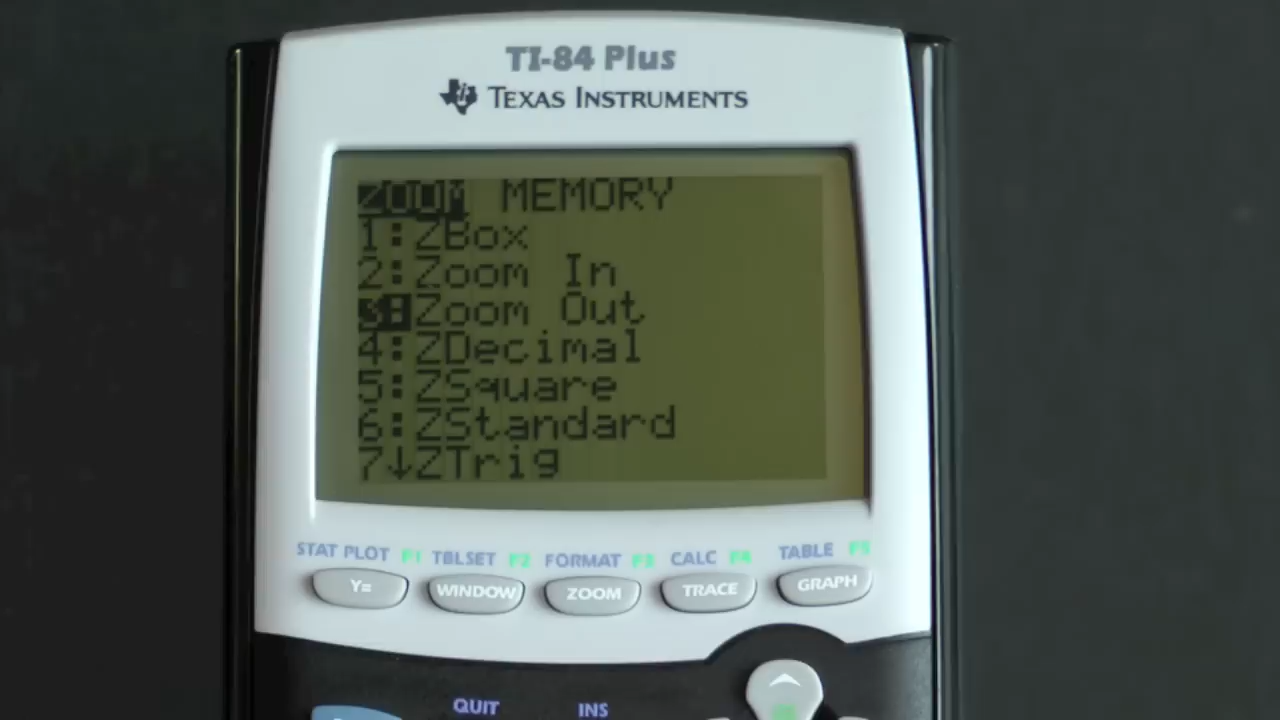 TI-84 Plus
TEXAS INSTRUMENTS
ZOOM MEMORY
1:ZBox
2:Zoom In
3:Zoom Out
4:ZDecimal
5:ZSquare
6:ZStandard
7↓ZTrig
STAT PLOT F1 TBLSET F2 FORMAT F3 CALC F4 TABLE F5
Y= WINDOW ZOOM TRACE GRAPH
QUIT INS